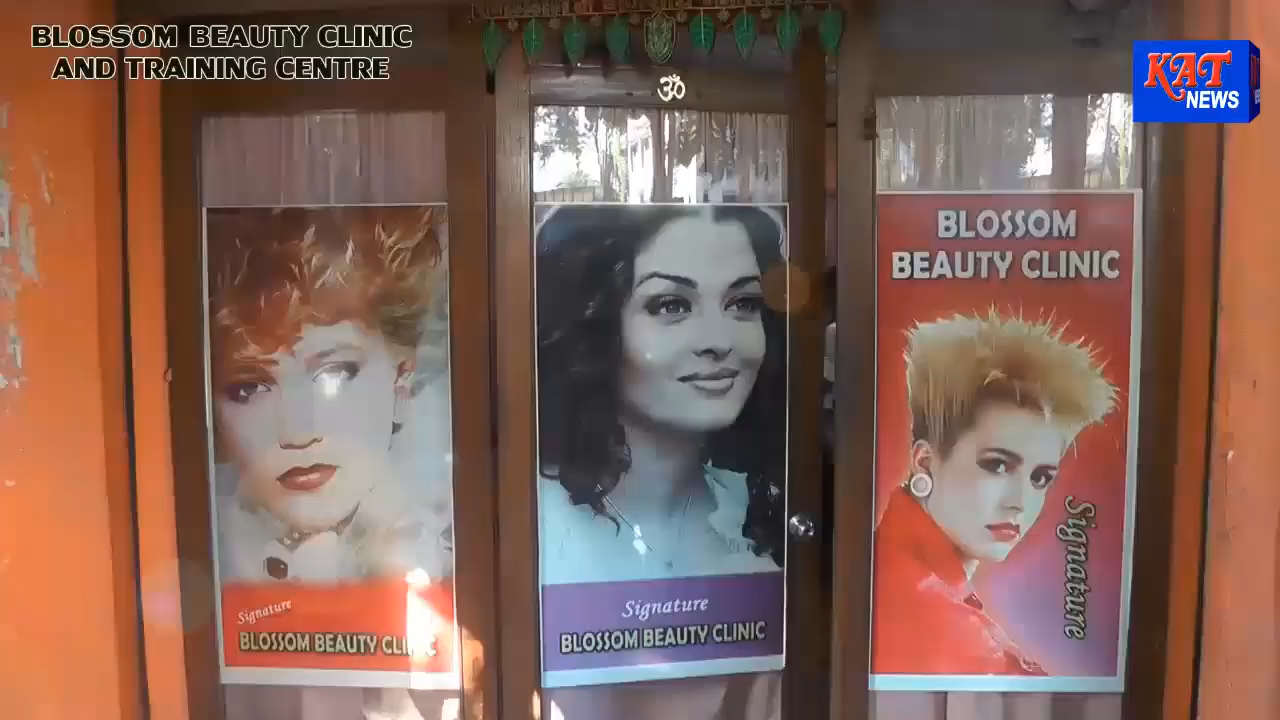 BLOSSOM BEAUTY CLINIC
AND TRAINING CENTRE
KAT
NEWS
ॐ
Signature
BLOSSOM BEAUTY CLINIC
Signature
BLOSSOM BEAUTY CLINIC
BLOSSOM
BEAUTY CLINIC
Signature